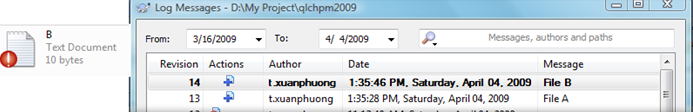 Log Messages - D:\My Project\qlchpm2009
B
Text Document
10 bytes
From: 3/16/2009 To: 4/ 4/2009 Messages, authors and paths
Revision Actions Author Date Message
14 t.xuanphuong 1:35:46 PM, Saturday, April 04, 2009 File B
13 t.xuanphuong 1:35:28 PM, Saturday, April 04, 2009 File A